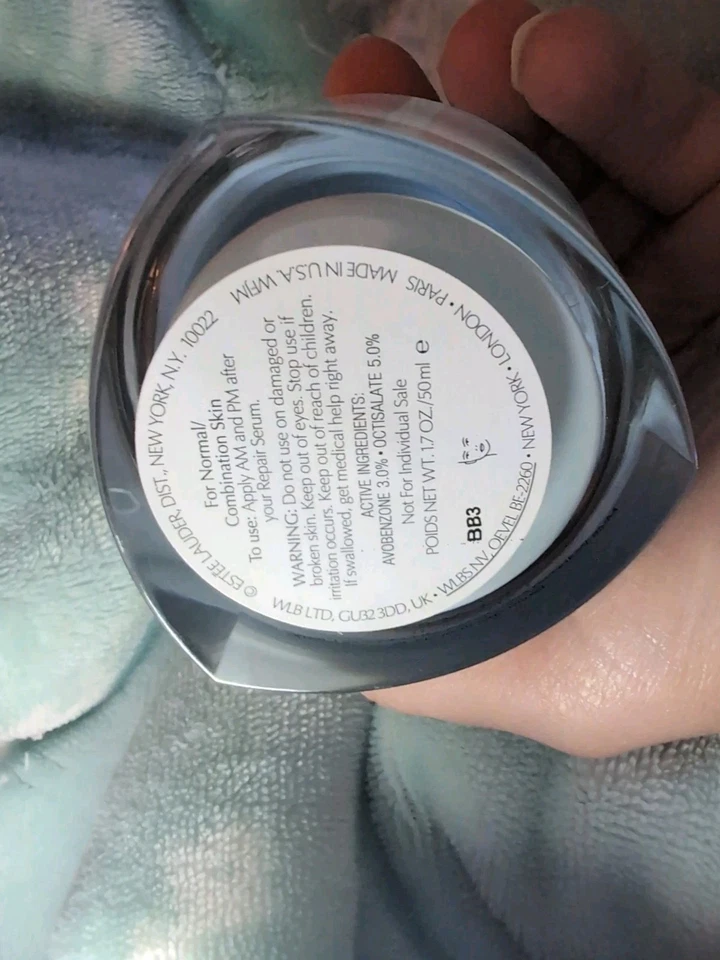 © ESTEE LAUDER DIST., NEW YORK, N.Y. 10022
For Normal/
Combination Skin
To use: Apply AM and PM after
your Repair Serum.
WARNING: Do not use on damaged or
broken skin. Keep out of eyes. Stop use if
irritation occurs. Keep out of reach of children.
If swallowed, get medical help right away.
ACTIVE INGREDIENTS:
AVOBENZONE 3.0% • OCTISALATE 5.0%
Not For Individual Sale
POIDS NET WT. 1.7 OZ/50ml e
BB3
WLB LTD, GU32 3DD, UK • WLBS NV, OEVEL BE-2260 • NEW YORK • LONDON • PARIS MADE IN U.S.A. WRJM